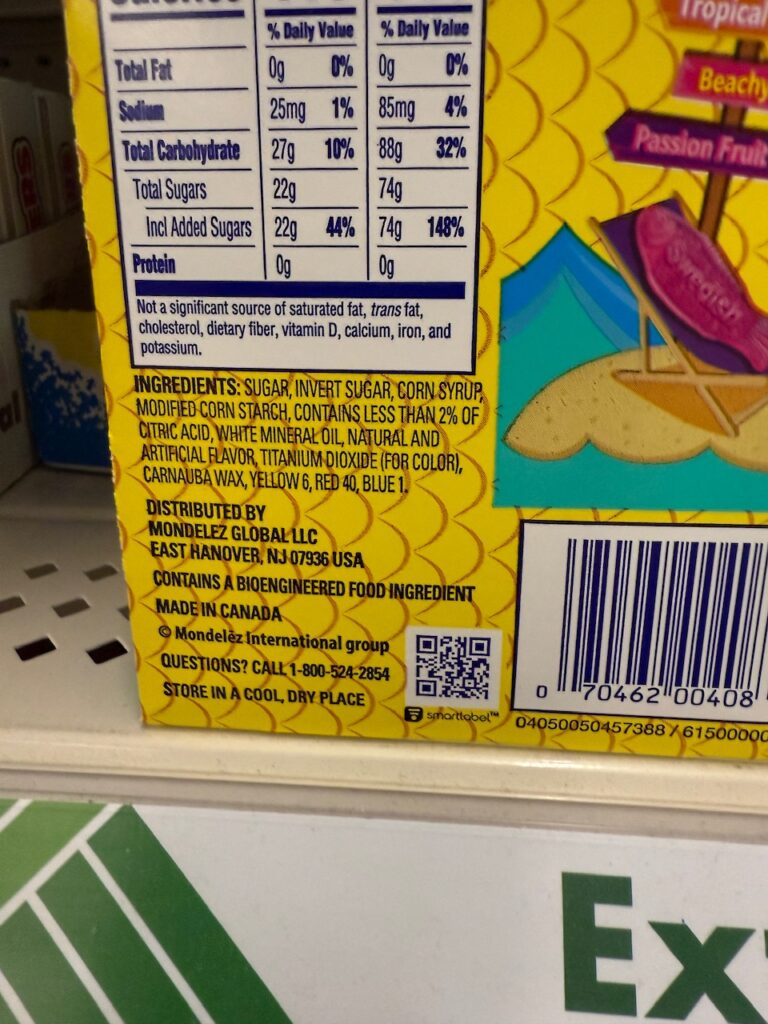 Calories
% Daily Value % Daily Value
Total Fat 0g 0% 0g 0%
Sodium 25mg 1% 85mg 4%
Total Carbohydrate 27g 10% 88g 32%
Total Sugars 22g 74g
Incl Added Sugars 22g 44% 74g 148%
Protein 0g 0g
Not a significant source of saturated fat, trans fat,
cholesterol, dietary fiber, vitamin D, calcium, iron, and
potassium.
INGREDIENTS: SUGAR, INVERT SUGAR, CORN SYRUP,
MODIFIED CORN STARCH, CONTAINS LESS THAN 2% OF
CITRIC ACID, WHITE MINERAL OIL, NATURAL AND
ARTIFICIAL FLAVOR, TITANIUM DIOXIDE (FOR COLOR),
CARNAUBA WAX, YELLOW 6, RED 40, BLUE 1.
DISTRIBUTED BY
MONDELEZ GLOBAL LLC
EAST HANOVER, NJ 07936 USA
CONTAINS A BIOENGINEERED FOOD INGREDIENT
MADE IN CANADA
© Mondelēz International group
QUESTIONS? CALL 1-800-524-2854
STORE IN A COOL, DRY PLACE
smartlabel™
Tropical
Beachy
Passion Fruit
Swedish
0 70462 00408
04050050457388 / 61500000
Ex